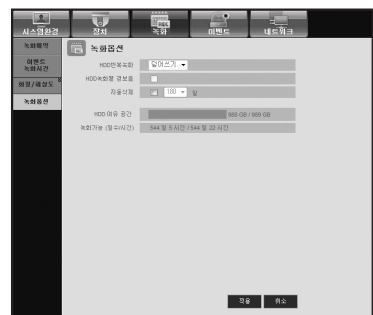 시스템환경 장치 녹화 이벤트 네트워크
REC
녹화예약
이벤트
녹화시간
화질/해상도
녹화옵션
녹화옵션
HDD반복녹화 덮어쓰기
HDD녹화끝 경보음
자동삭제 180 일
HDD 여유 공간 988 GB / 989 GB
녹화가능 (일수/시간) 544 일 5 시간 / 544 일 22 시간
적용 취소